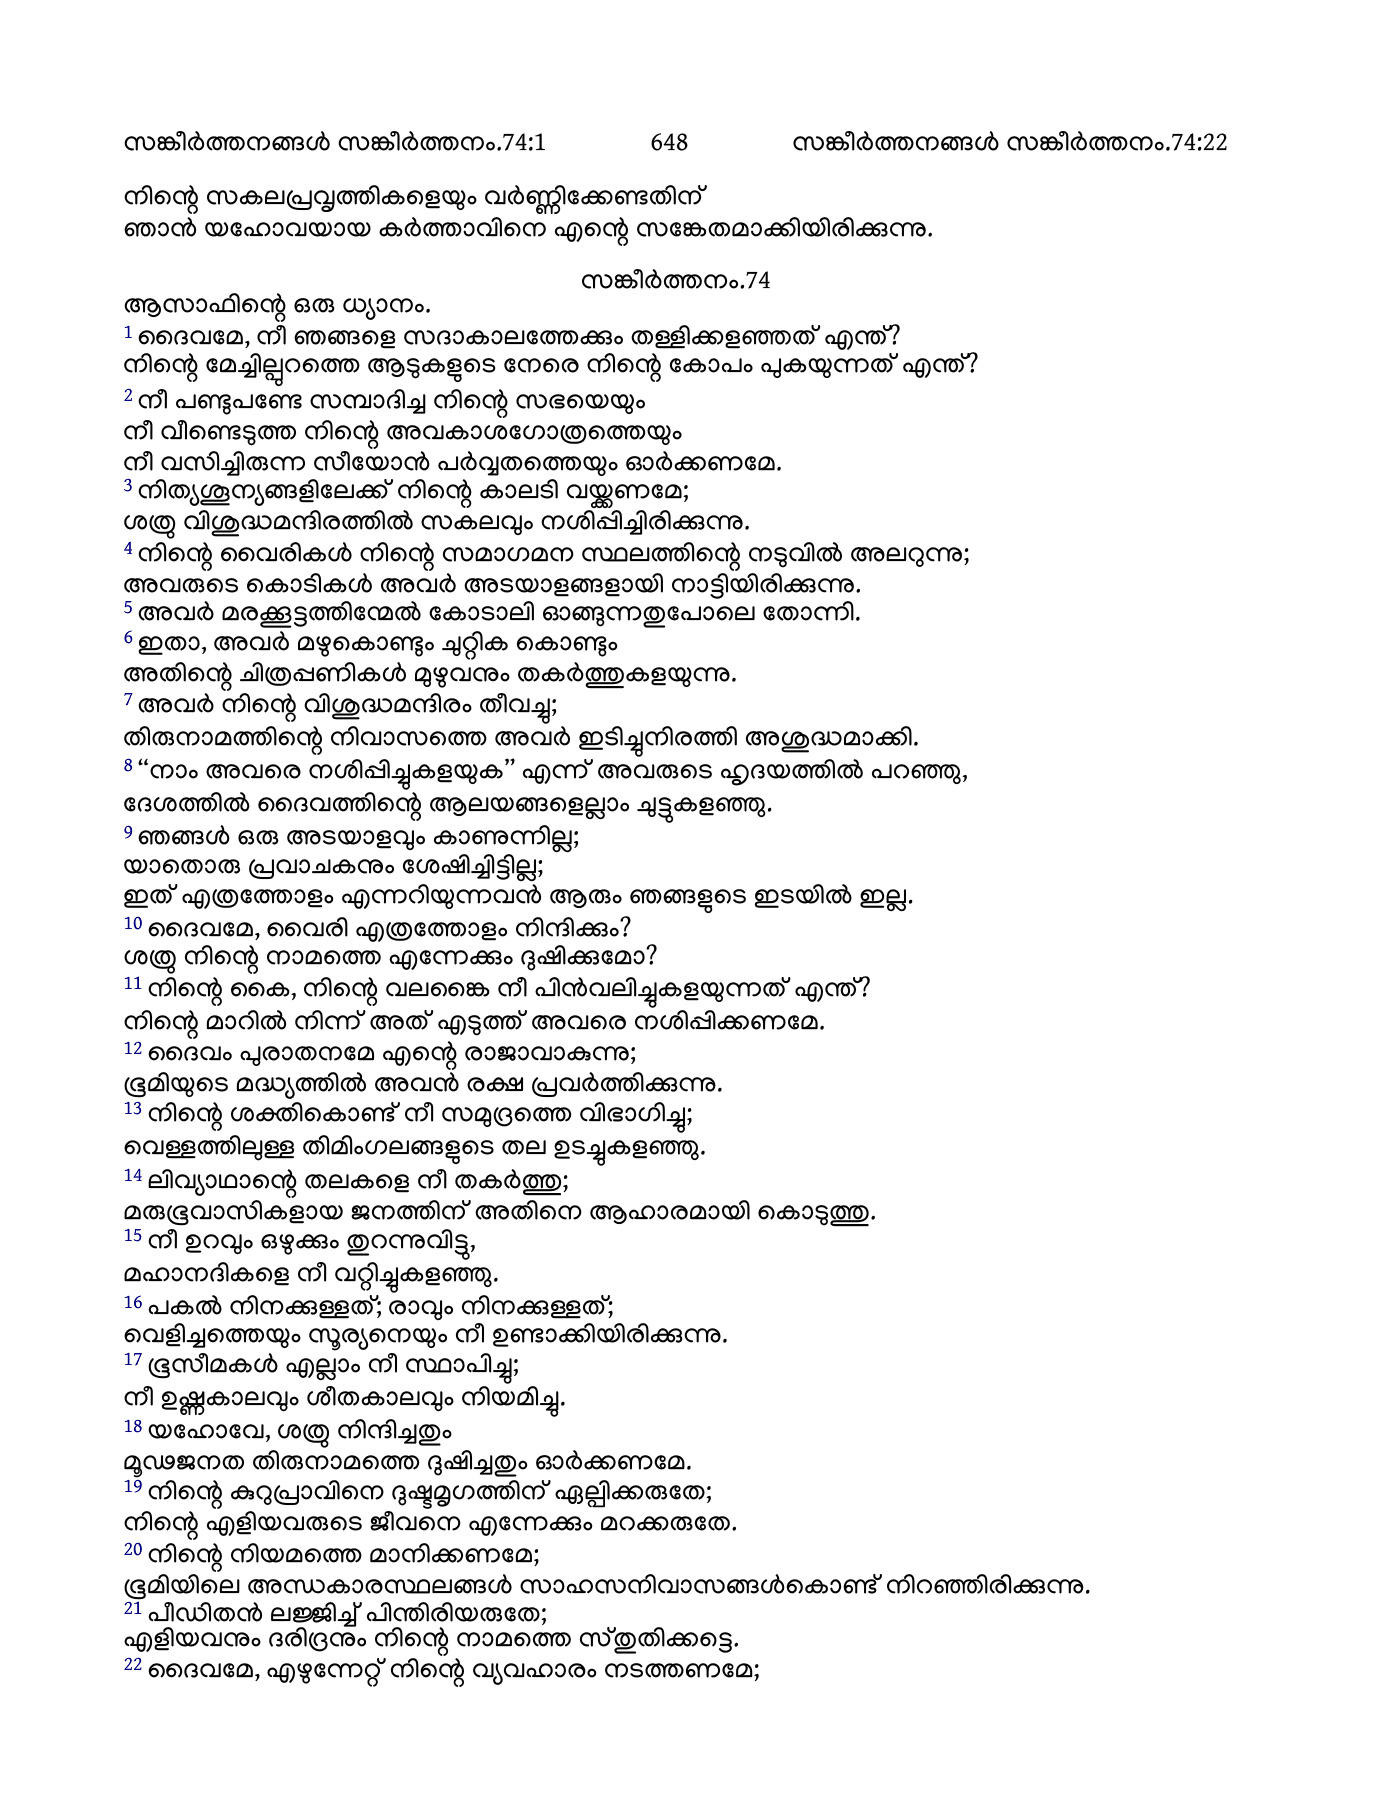 സങ്കീർത്തനങ്ങൾ സങ്കീർത്തനം.74:1 648 സങ്കീർത്തനങ്ങൾ സങ്കീർത്തനം.74:22
നിന്റെ സകലപ്രവൃത്തികളെയും വർണ്ണിക്കേണ്ടതിന്
ഞാൻ യഹോവയായ കർത്താവിനെ എന്റെ സങ്കേതമാക്കിയിരിക്കുന്നു.
സങ്കീർത്തനം.74
ആസാഫിന്റെ ഒരു ധ്യാനം.
1 ദൈവമേ, നീ ഞങ്ങളെ സദാകാലത്തേക്കും തള്ളിക്കളഞ്ഞത് എന്ത്?
നിന്റെ മേച്ചില്പുറത്തെ ആടുകളുടെ നേരെ നിന്റെ കോപം പുകയുന്നത് എന്ത്?
2 നീ പണ്ടുപണ്ടേ സമ്പാദിച്ച നിന്റെ സഭയെയും
നീ വീണ്ടെടുത്ത നിന്റെ അവകാശഗോത്രത്തെയും
നീ വസിച്ചിരുന്ന സീയോൻ പർവ്വതത്തെയും ഓർക്കണമേ.
3 നിത്യശൂന്യങ്ങളിലേക്ക് നിന്റെ കാലടി വയ്ക്കണമേ;
ശത്രു വിശുദ്ധമന്ദിരത്തിൽ സകലവും നശിപ്പിച്ചിരിക്കുന്നു.
4 നിന്റെ വൈരികൾ നിന്റെ സമാഗമന സ്ഥലത്തിന്റെ നടുവിൽ അലറുന്നു;
അവരുടെ കൊടികൾ അവർ അടയാളങ്ങളായി നാട്ടിയിരിക്കുന്നു.
5 അവർ മരക്കൂട്ടത്തിന്മേൽ കോടാലി ഓങ്ങുന്നതുപോലെ തോന്നി.
6 ഇതാ, അവർ മഴുകൊണ്ടും ചുറ്റിക കൊണ്ടും
അതിന്റെ ചിത്രപ്പണികൾ മുഴുവനും തകർത്തുകളയുന്നു.
7 അവർ നിന്റെ വിശുദ്ധമന്ദിരം തീവച്ചു;
തിരുനാമത്തിന്റെ നിവാസത്തെ അവർ ഇടിച്ചുനിരത്തി അശുദ്ധമാക്കി.
8 “നാം അവരെ നശിപ്പിച്ചുകളയുക” എന്ന് അവരുടെ ഹൃദയത്തിൽ പറഞ്ഞു,
ദേശത്തിൽ ദൈവത്തിന്റെ ആലയങ്ങളെല്ലാം ചുട്ടുകളഞ്ഞു.
9 ഞങ്ങൾ ഒരു അടയാളവും കാണുന്നില്ല;
യാതൊരു പ്രവാചകനും ശേഷിച്ചിട്ടില്ല;
ഇത് എത്രത്തോളം എന്നറിയുന്നവൻ ആരും ഞങ്ങളുടെ ഇടയിൽ ഇല്ല.
10 ദൈവമേ, വൈരി എത്രത്തോളം നിന്ദിക്കും?
ശത്രു നിന്റെ നാമത്തെ എന്നേക്കും ദുഷിക്കുമോ?
11 നിന്റെ കൈ, നിന്റെ വലങ്കൈ നീ പിൻവലിച്ചുകളയുന്നത് എന്ത്?
നിന്റെ മാറിൽ നിന്ന് അത് എടുത്ത് അവരെ നശിപ്പിക്കണമേ.
12 ദൈവം പുരാതനമേ എന്റെ രാജാവാകുന്നു;
ഭൂമിയുടെ മദ്ധ്യത്തിൽ അവൻ രക്ഷ പ്രവർത്തിക്കുന്നു.
13 നിന്റെ ശക്തികൊണ്ട് നീ സമുദ്രത്തെ വിഭാഗിച്ചു;
വെള്ളത്തിലുള്ള തിമിംഗലങ്ങളുടെ തല ഉടച്ചുകളഞ്ഞു.
14 ലിവ്യാഥാന്റെ തലകളെ നീ തകർത്തു;
മരുഭൂവാസികളായ ജനത്തിന് അതിനെ ആഹാരമായി കൊടുത്തു.
15 നീ ഉറവും ഒഴുക്കും തുറന്നുവിട്ടു,
മഹാനദികളെ നീ വറ്റിച്ചുകളഞ്ഞു.
16 പകൽ നിനക്കുള്ളത്; രാവും നിനക്കുള്ളത്;
വെളിച്ചത്തെയും സൂര്യനെയും നീ ഉണ്ടാക്കിയിരിക്കുന്നു.
17 ഭൂസീമകൾ എല്ലാം നീ സ്ഥാപിച്ചു;
നീ ഉഷ്ണകാലവും ശീതകാലവും നിയമിച്ചു.
18 യഹോവേ, ശത്രു നിന്ദിച്ചതും
മൂഢജനത തിരുനാമത്തെ ദുഷിച്ചതും ഓർക്കണമേ.
19 നിന്റെ കുറുപ്രാവിനെ ദുഷ്ടമൃഗത്തിന് ഏല്പിക്കരുതേ;
നിന്റെ എളിയവരുടെ ജീവനെ എന്നേക്കും മറക്കരുതേ.
20 നിന്റെ നിയമത്തെ മാനിക്കണമേ;
ഭൂമിയിലെ അന്ധകാരസ്ഥലങ്ങൾ സാഹസനിവാസങ്ങൾകൊണ്ട് നിറഞ്ഞിരിക്കുന്നു.
21 പീഡിതൻ ലജ്ജിച്ച് പിന്തിരിയരുതേ;
എളിയവനും ദരിദ്രനും നിന്റെ നാമത്തെ സ്തുതിക്കട്ടെ.
22 ദൈവമേ, എഴുന്നേറ്റ് നിന്റെ വ്യവഹാരം നടത്തണമേ;